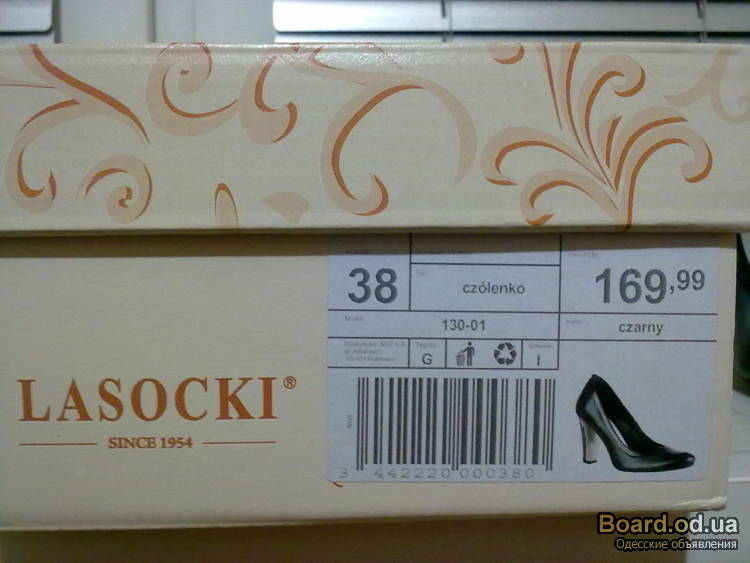 38
czólenko
169,99
130-01
czarny
G
I
LASOCKI®
SINCE 1954
3 442220 000380
Board.od.ua
Одесские объявления